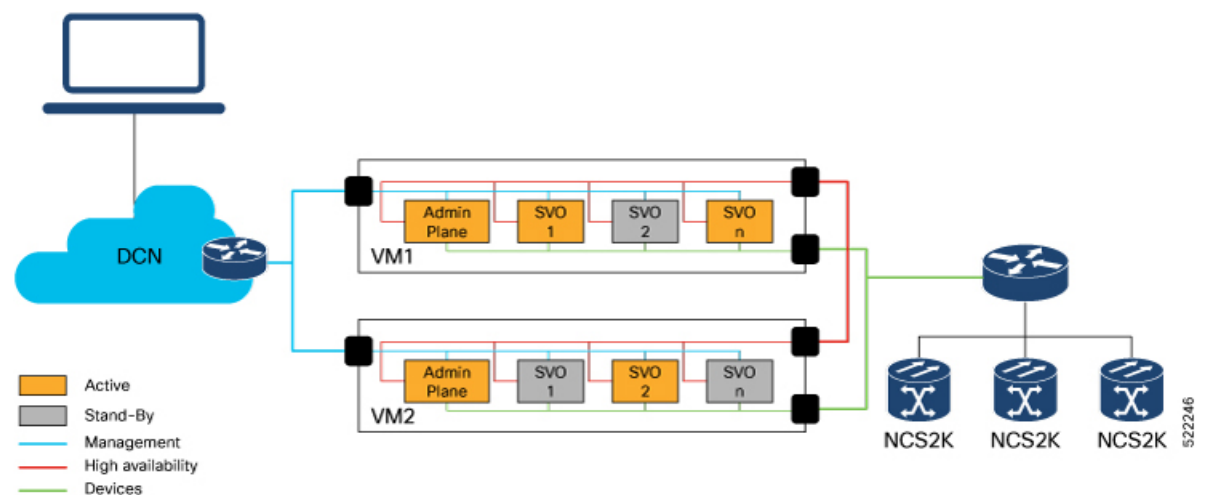 DCN
Admin
Plane
SVO
1
SVO
2
SVO
n
VM1
Admin
Plane
SVO
1
SVO
2
SVO
n
VM2
Active
Stand-By
Management
High availability
Devices
NCS2K
NCS2K
NCS2K
522246